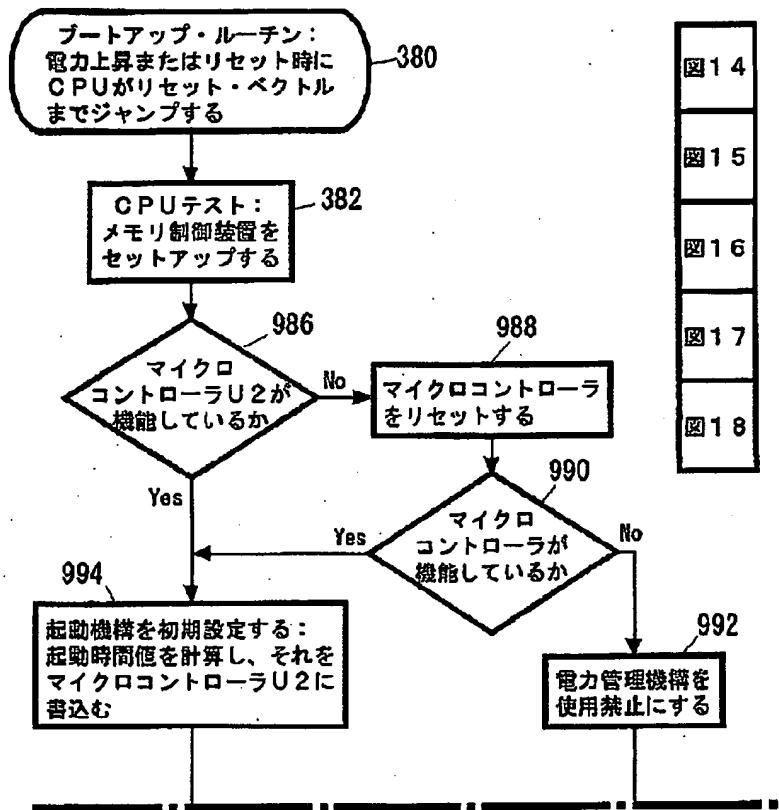 ブートアップ・ルーチン：
電力上昇またはリセット時に
CPUがリセット・ベクトル
までジャンプする
380
CPUテスト：
メモリ制御装置を
セットアップする
382
マイクロ
コントローラU2が
機能しているか
986
No
Yes
マイクロコントローラ
をリセットする
988
マイクロ
コントローラが
機能しているか
990
Yes
No
起動機構を初期設定する：
起動時間値を計算し、それを
マイクロコントローラU2に
書込む
994
電力管理機構を
使用禁止にする
992
図14
図15
図16
図17
図18